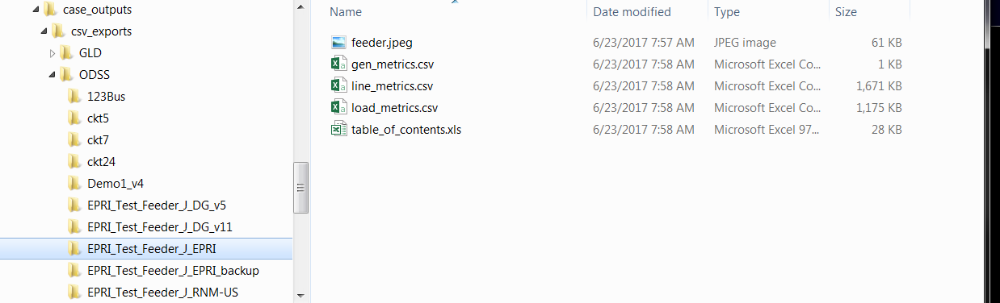 case_outputs
csv_exports
GLD
ODSS
123Bus
ckt5
ckt7
ckt24
Demo1_v4
EPRI_Test_Feeder_J_DG_v5
EPRI_Test_Feeder_J_DG_v11
EPRI_Test_Feeder_J_EPRI
EPRI_Test_Feeder_J_EPRI_backup
EPRI_Test_Feeder_J_RNM-US
Name Date modified Type Size
feeder.jpeg 6/23/2017 7:57 AM JPEG image 61 KB
gen_metrics.csv 6/23/2017 7:58 AM Microsoft Excel Co... 1 KB
line_metrics.csv 6/23/2017 7:58 AM Microsoft Excel Co... 1,671 KB
load_metrics.csv 6/23/2017 7:58 AM Microsoft Excel Co... 1,175 KB
table_of_contents.xls 6/23/2017 7:58 AM Microsoft Excel 97... 28 KB